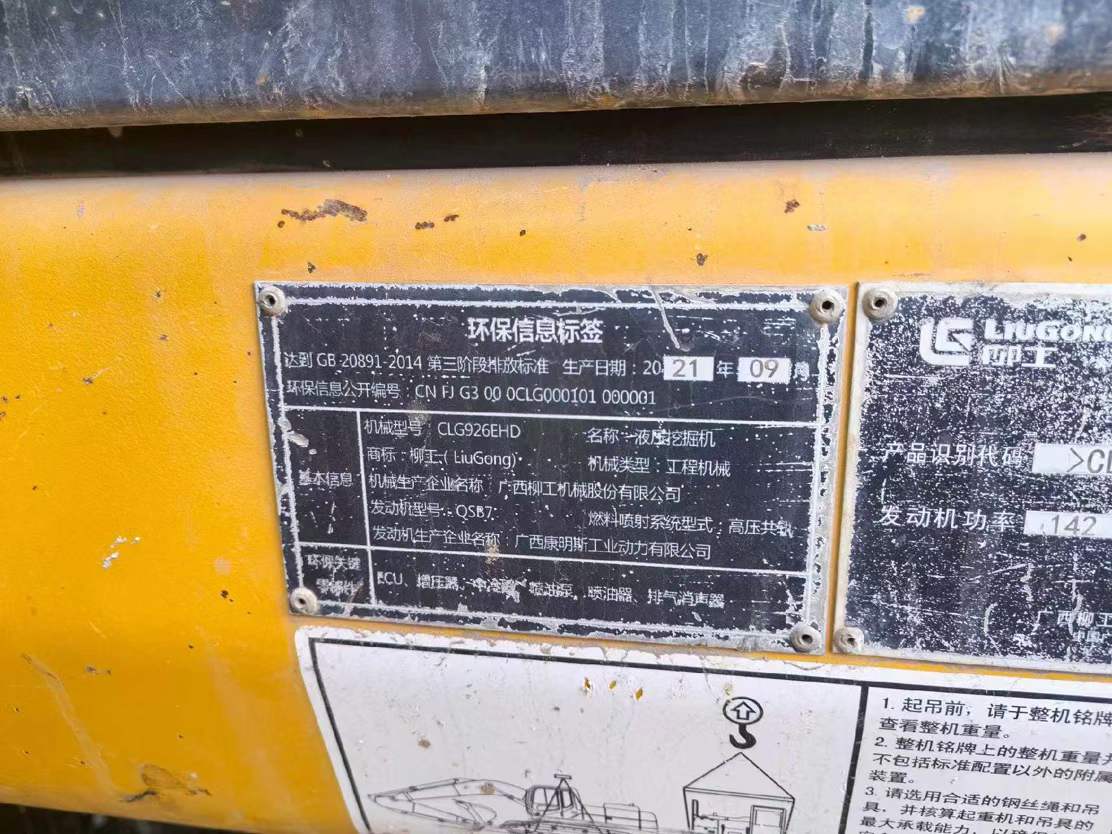 环保信息标签
达到 GB 20891-2014 第三阶段排放标准 生产日期：2021 年 09 月
环保信息公开编号：CN FJ G3 00 0CLG000101 000001
基本信息
机械型号：CLG926EHD 名称：液压挖掘机
商标：柳工(LiuGong) 机械类型：工程机械
机械生产企业名称：广西柳工机械股份有限公司
发动机型号：QSB7 燃料喷射系统型式：高压共轨
发动机生产企业名称：广西康明斯工业动力有限公司
环保关键
零部件
ECU、增压器、中冷器、喷油泵、喷油器、排气消声器
LG LIUGONG
柳工
产品识别代码 >CL
发动机功率 142
广西柳工
1. 起吊前，请于整机铭牌
查看整机重量。
2. 整机铭牌上的整机重量并
不包括标准配置以外的附属
装置。
3. 请选用合适的钢丝绳和吊
具，并核算起重机和吊具的
最大承载能力，以